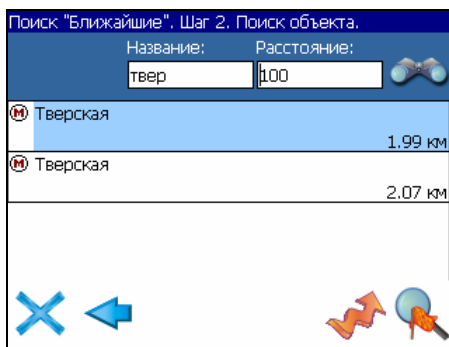 Поиск "Ближайшие". Шаг 2. Поиск объекта.
Название: Расстояние:
твер 100
М Тверская
1.99 км
М Тверская
2.07 км